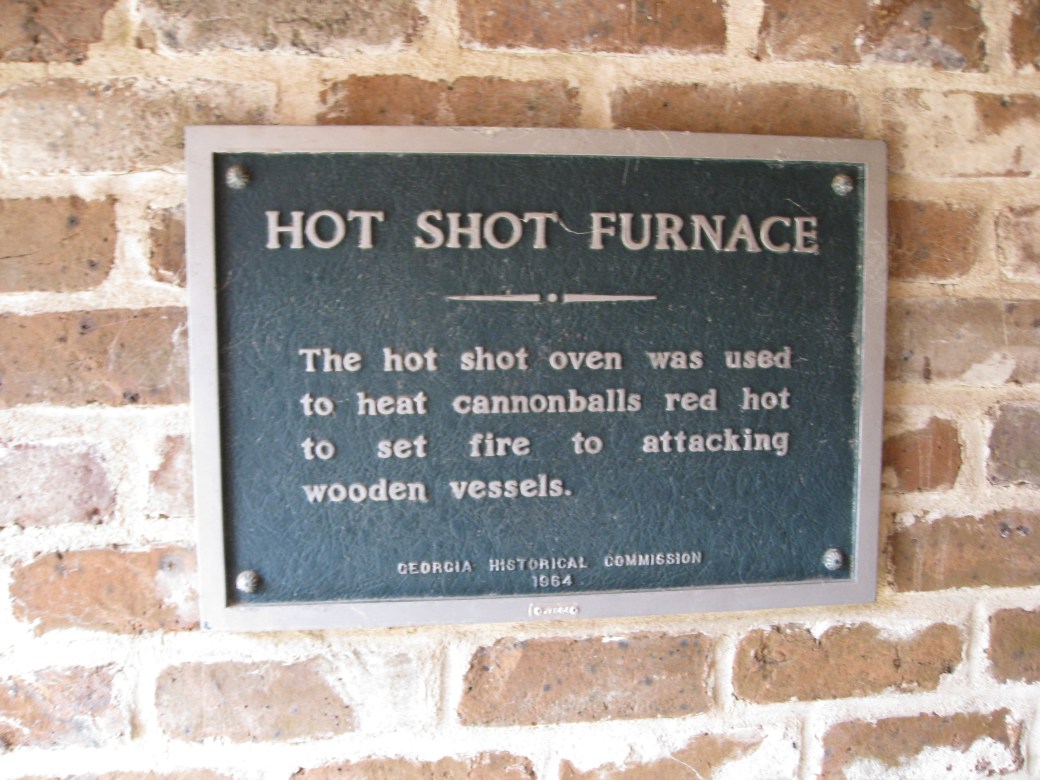 HOT SHOT FURNACE
The hot shot oven was used
to heat cannonballs red hot
to set fire to attacking
wooden vessels.
GEORGIA HISTORICAL COMMISSION
1964